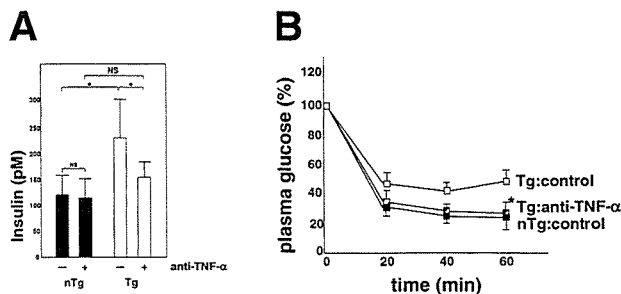 A
NS
*
*
NS
Insulin (pM)
300
250
200
150
100
50
0
− + − + anti-TNF-α
nTg Tg
B
plasma glucose (%)
120
100
80
60
40
20
0
Tg:control
*Tg:anti-TNF-α
nTg:control
0 20 40 60
time (min)